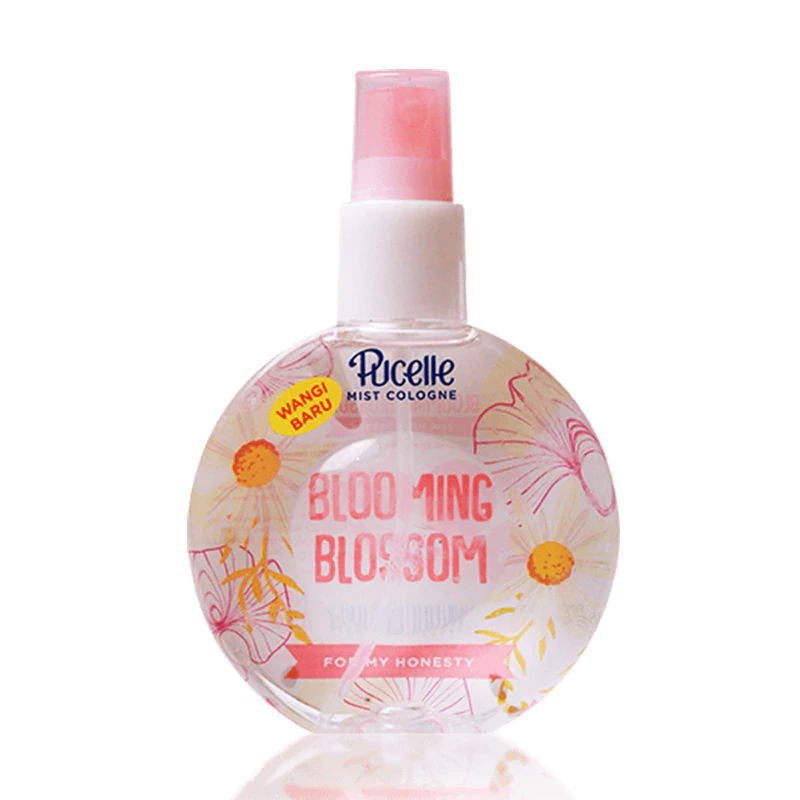 Pucelle
MIST COLOGNE
WANGI
BARU
BLOOMING
BLOSSOM
FOR MY HONESTY